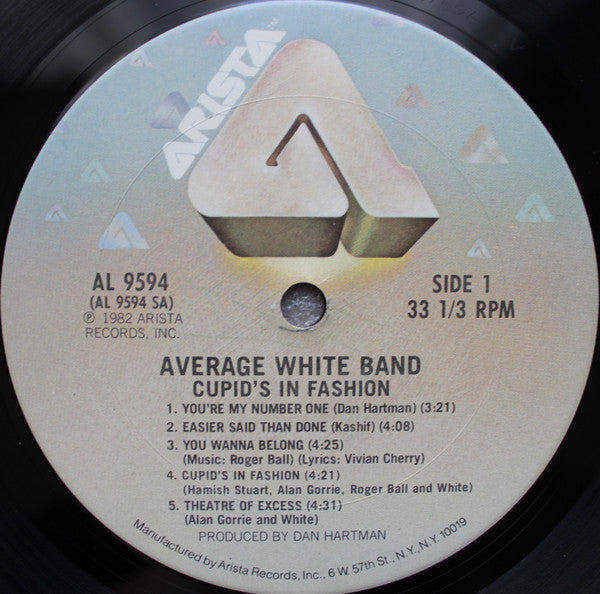 ARISTA
AL 9594
(AL 9594 SA)
℗ 1982 ARISTA
RECORDS, INC.
SIDE 1
33 1/3 RPM
AVERAGE WHITE BAND
CUPID'S IN FASHION
1. YOU'RE MY NUMBER ONE (Dan Hartman) (3:21)
2. EASIER SAID THAN DONE (Kashif) (4:08)
3. YOU WANNA BELONG (4:25)
(Music: Roger Ball) (Lyrics: Vivian Cherry)
4. CUPID'S IN FASHION (4:21)
(Hamish Stuart, Alan Gorrie, Roger Ball and White)
5. THEATRE OF EXCESS (4:31)
(Alan Gorrie and White)
PRODUCED BY DAN HARTMAN
Manufactured by Arista Records, Inc., 6 W. 57th St., N.Y., N.Y. 10019